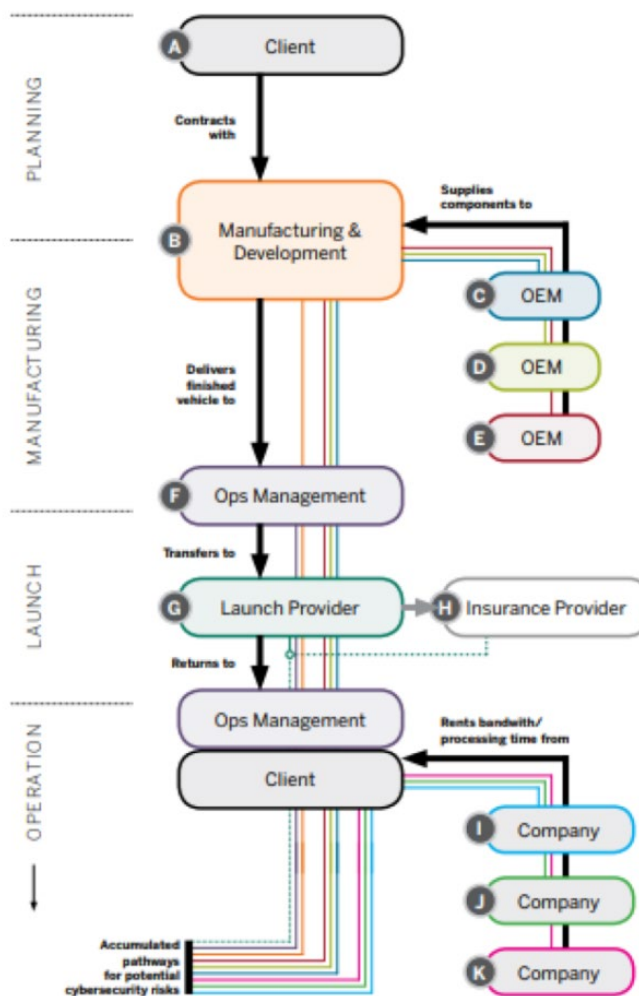 PLANNING
A
Client
Contracts
with
B
Manufacturing &
Development
Supplies
components to
MANUFACTURING
C
OEM
D
OEM
E
OEM
Delivers
finished
vehicle to
F
Ops Management
Transfers to
LAUNCH
G
Launch Provider
H
Insurance Provider
Returns to
Ops Management
Rents bandwith/
processing time from
OPERATION
Client
I
Company
J
Company
K
Company
Accumulated
pathways
for potential
cybersecurity risks